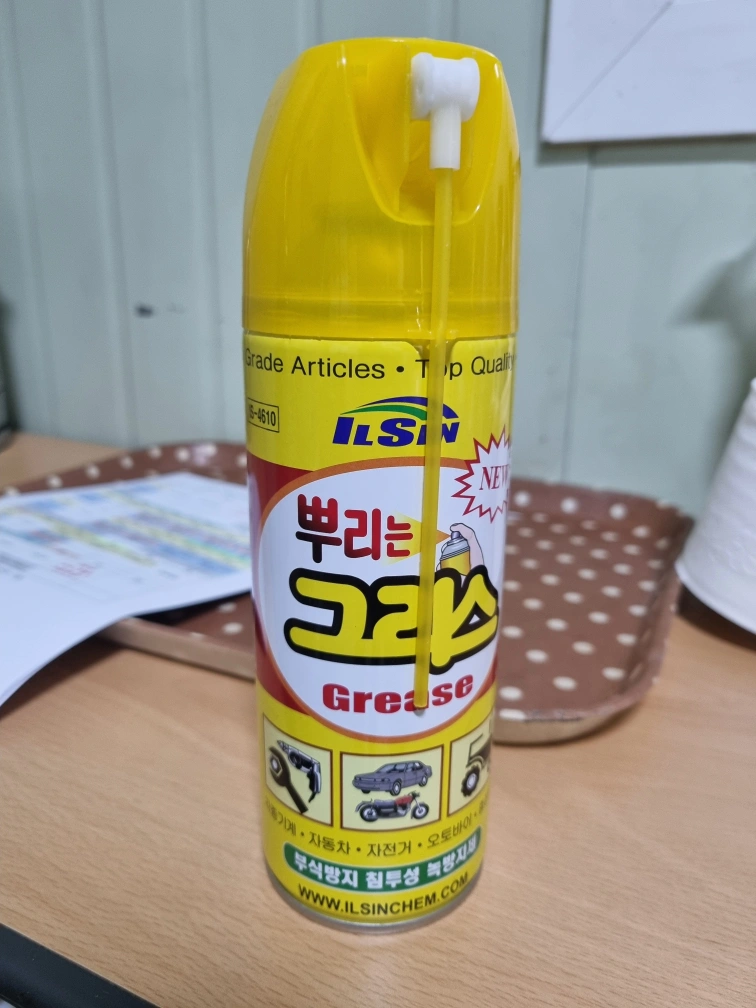 Grade Articles • Top Quality
4610
ILSIN
NEW
뿌리는
그리스
Grease
자동차 • 자전거 • 오토바이
부식방지 침투성 녹방지제
WWW.ILSINCHEM.COM